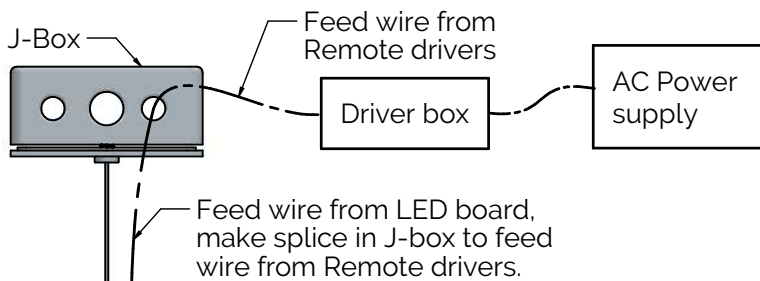 J-Box
Feed wire from
Remote drivers
Driver box
AC Power
supply
Feed wire from LED board,
make splice in J-box to feed
wire from Remote drivers.